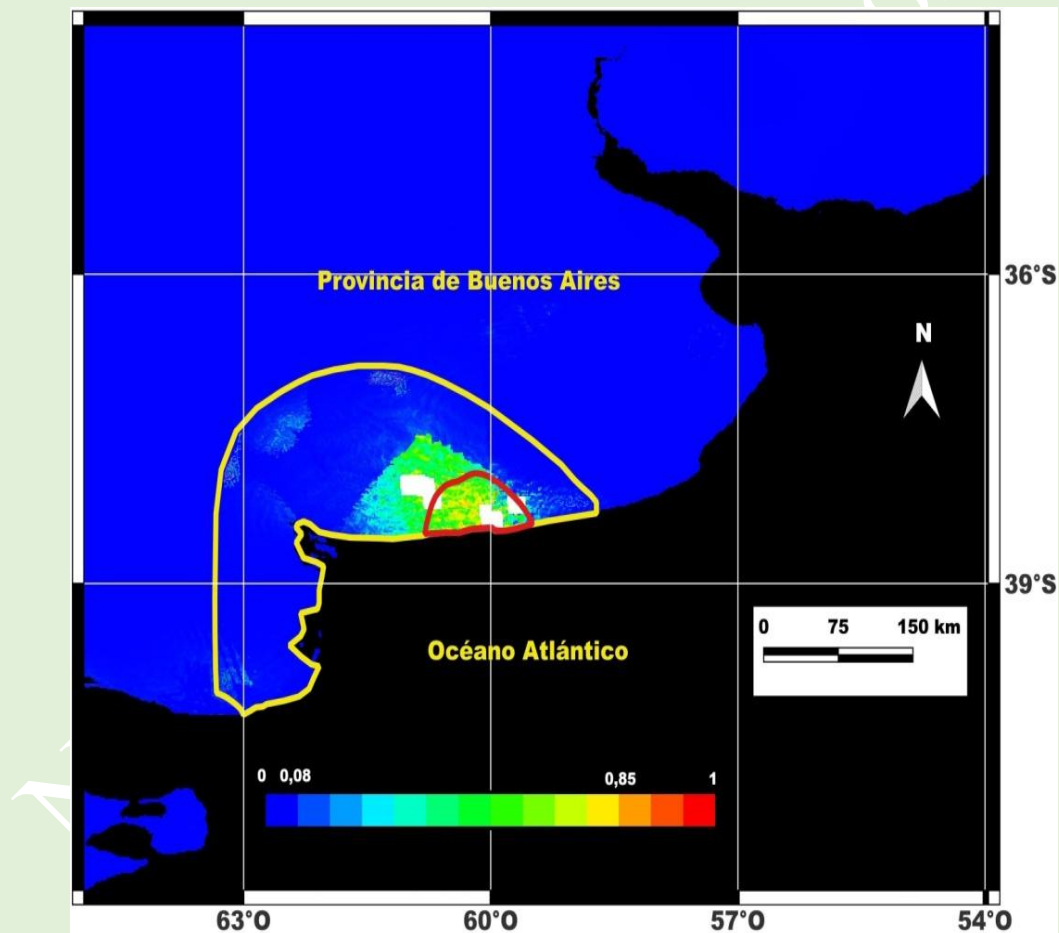 Provincia de Buenos Aires
36°S
N
39°S
0 75 150 km
Océano Atlántico
0 0,08 0,85 1
63°O 60°O 57°O 54°O